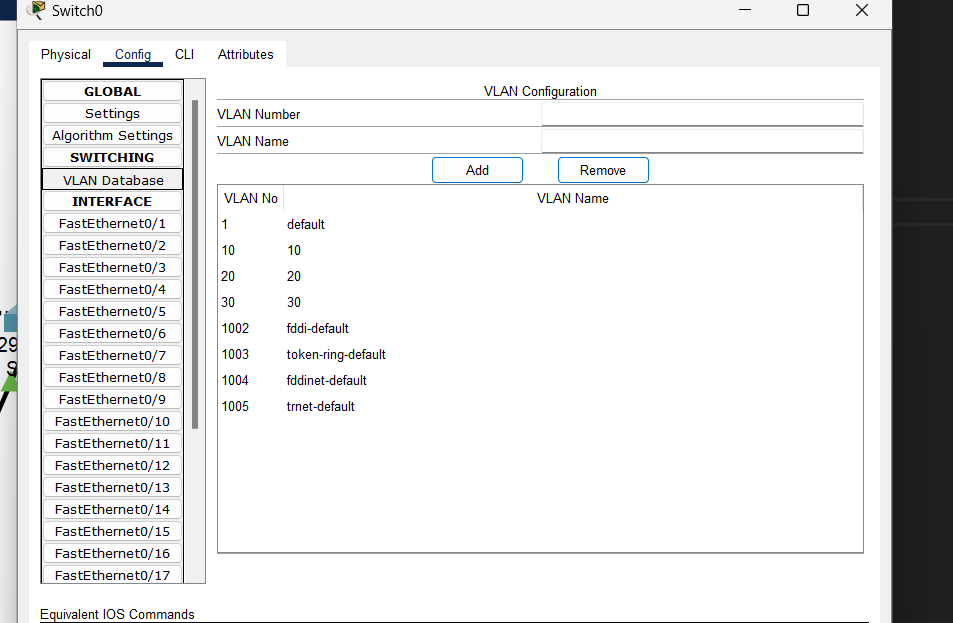 Switch0
Physical Config CLI Attributes
GLOBAL
Settings
Algorithm Settings
SWITCHING
VLAN Database
INTERFACE
FastEthernet0/1
FastEthernet0/2
FastEthernet0/3
FastEthernet0/4
FastEthernet0/5
FastEthernet0/6
FastEthernet0/7
FastEthernet0/8
FastEthernet0/9
FastEthernet0/10
FastEthernet0/11
FastEthernet0/12
FastEthernet0/13
FastEthernet0/14
FastEthernet0/15
FastEthernet0/16
FastEthernet0/17
VLAN Configuration
VLAN Number
VLAN Name
Add Remove
VLAN No VLAN Name
1 default
10 10
20 20
30 30
1002 fddi-default
1003 token-ring-default
1004 fddinet-default
1005 trnet-default
Equivalent IOS Commands
29
S